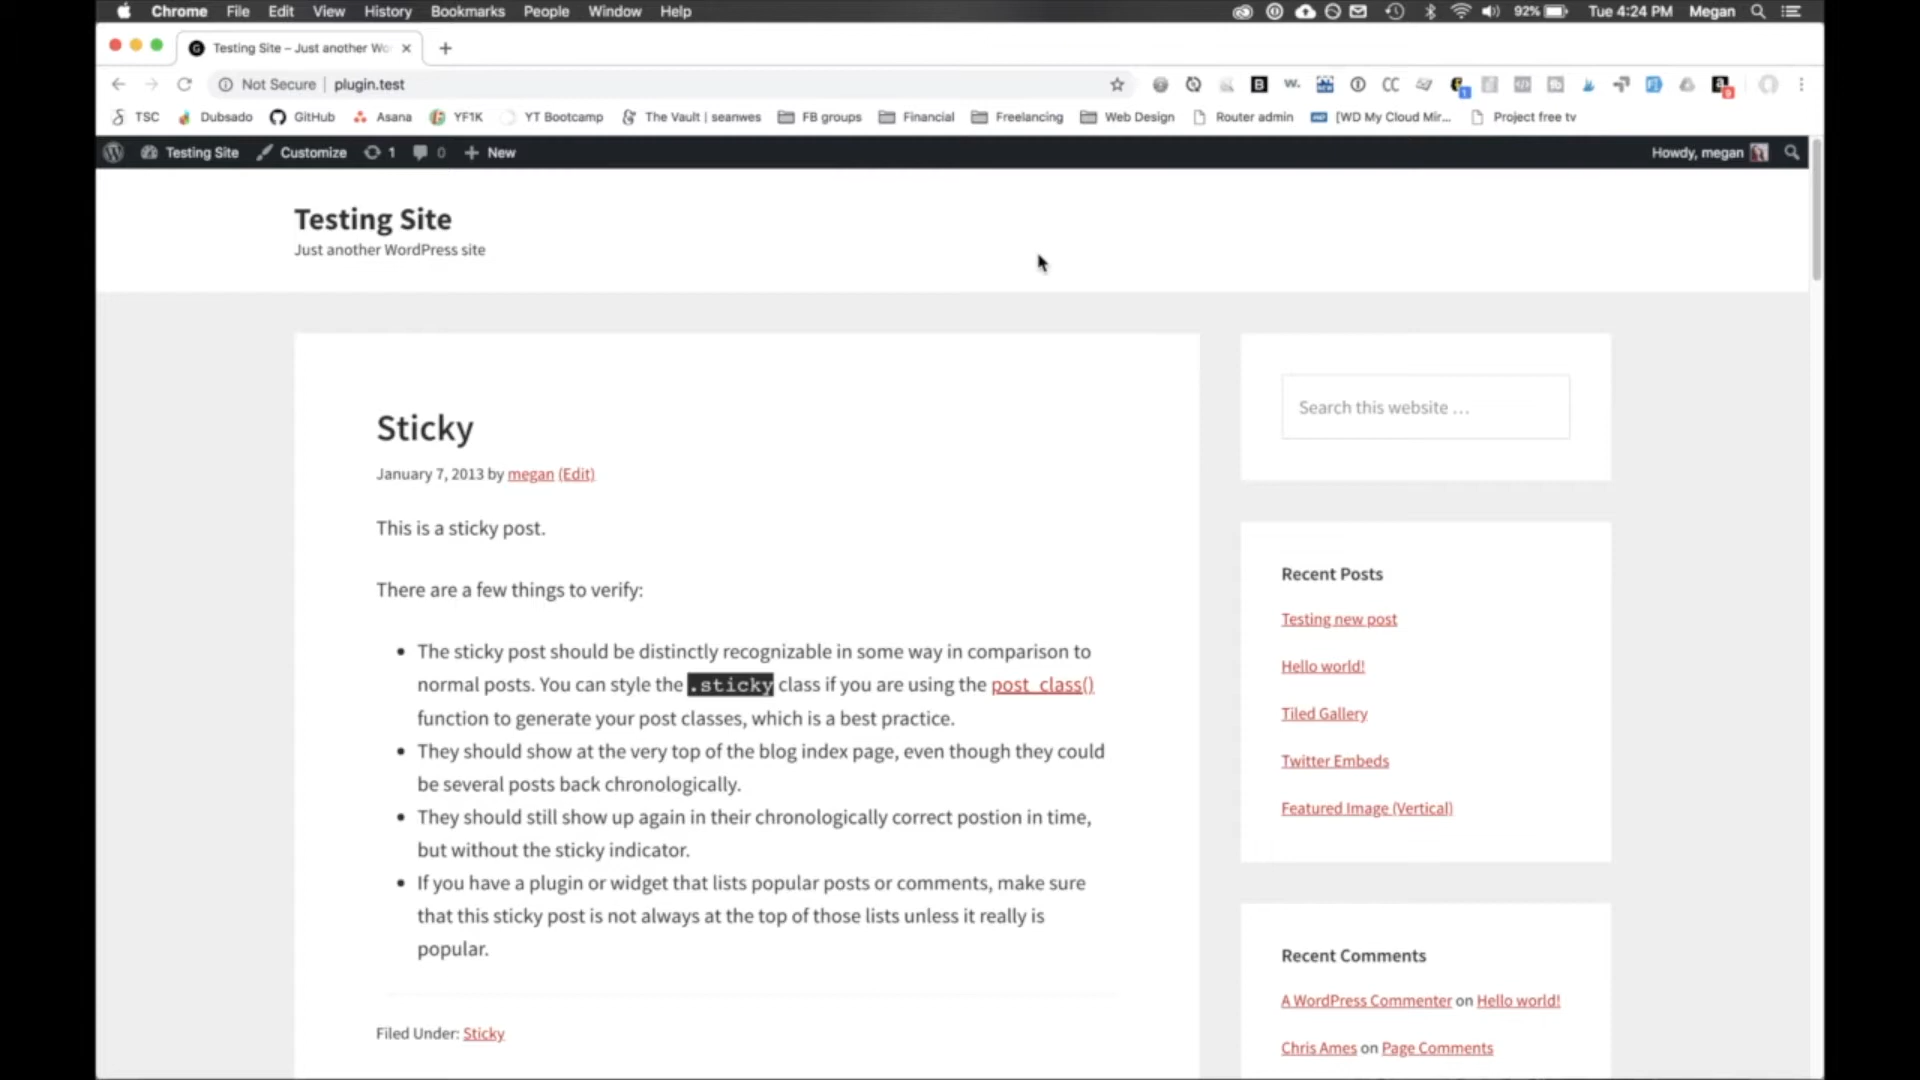 Chrome File Edit View History Bookmarks People Window Help 92% Tue 4:24 PM Megan
Testing Site – Just another Wo
Not Secure | plugin.test
TSC Dubsado GitHub Asana YF1K YT Bootcamp The Vault | seanwes FB groups Financial Freelancing Web Design Router admin [WD My Cloud Mir... Project free tv
Testing Site Customize 1 0 New Howdy, megan
Testing Site
Just another WordPress site
Sticky
January 7, 2013 by megan (Edit)
This is a sticky post.
There are a few things to verify:
The sticky post should be distinctly recognizable in some way in comparison to
normal posts. You can style the .sticky class if you are using the post_class()
function to generate your post classes, which is a best practice.
They should show at the very top of the blog index page, even though they could
be several posts back chronologically.
They should still show up again in their chronologically correct postion in time,
but without the sticky indicator.
If you have a plugin or widget that lists popular posts or comments, make sure
that this sticky post is not always at the top of those lists unless it really is
popular.
Filed Under: Sticky
Search this website …
Recent Posts
Testing new post
Hello world!
Tiled Gallery
Twitter Embeds
Featured Image (Vertical)
Recent Comments
A WordPress Commenter on Hello world!
Chris Ames on Page Comments